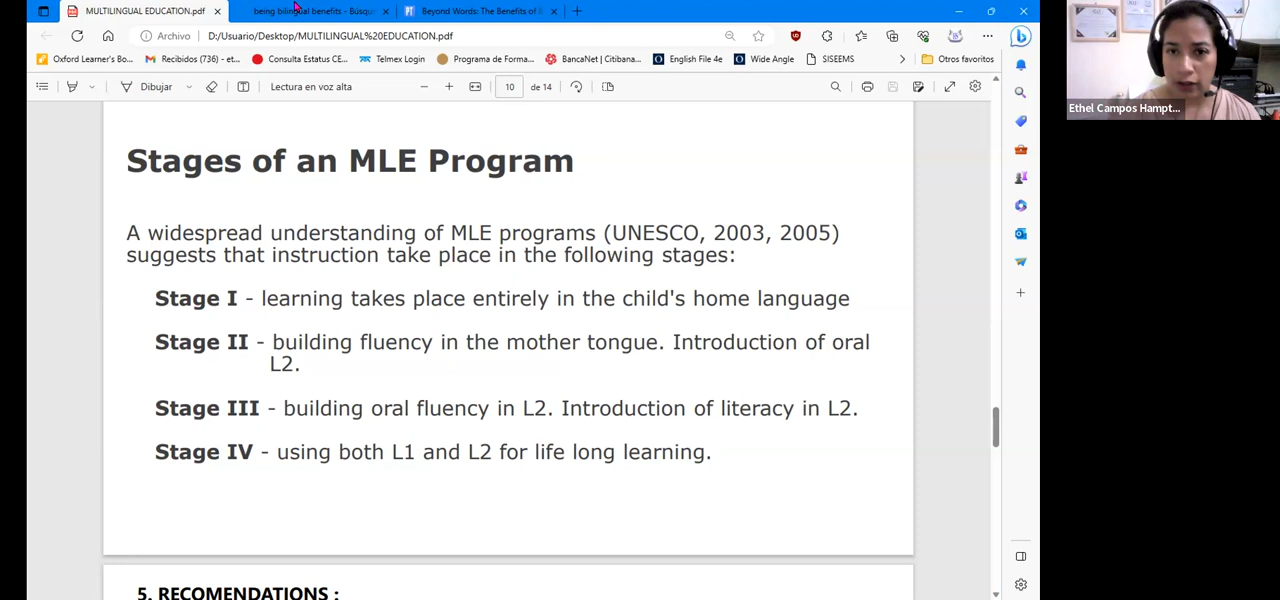 MULTILINGUAL EDUCATION.pdf
being bilingual benefits - Búsqu
Beyond Words: The Benefits of
Archivo
D:/Usuario/Desktop/MULTILINGUAL%20EDUCATION.pdf
Oxford Learner's Bo...
Recibidos (736) - et...
Consulta Estatus CE...
Telmex Login
Programa de Forma...
BancaNet | Citibana...
English File 4e
Wide Angle
SISEEMS
Otros favoritos
Dibujar
Lectura en voz alta
10
de 14
Ethel Campos Hampt...
Stages of an MLE Program
A widespread understanding of MLE programs (UNESCO, 2003, 2005)
suggests that instruction take place in the following stages:
Stage I - learning takes place entirely in the child's home language
Stage II - building fluency in the mother tongue. Introduction of oral
L2.
Stage III - building oral fluency in L2. Introduction of literacy in L2.
Stage IV - using both L1 and L2 for life long learning.
5. RECOMENDATIONS :